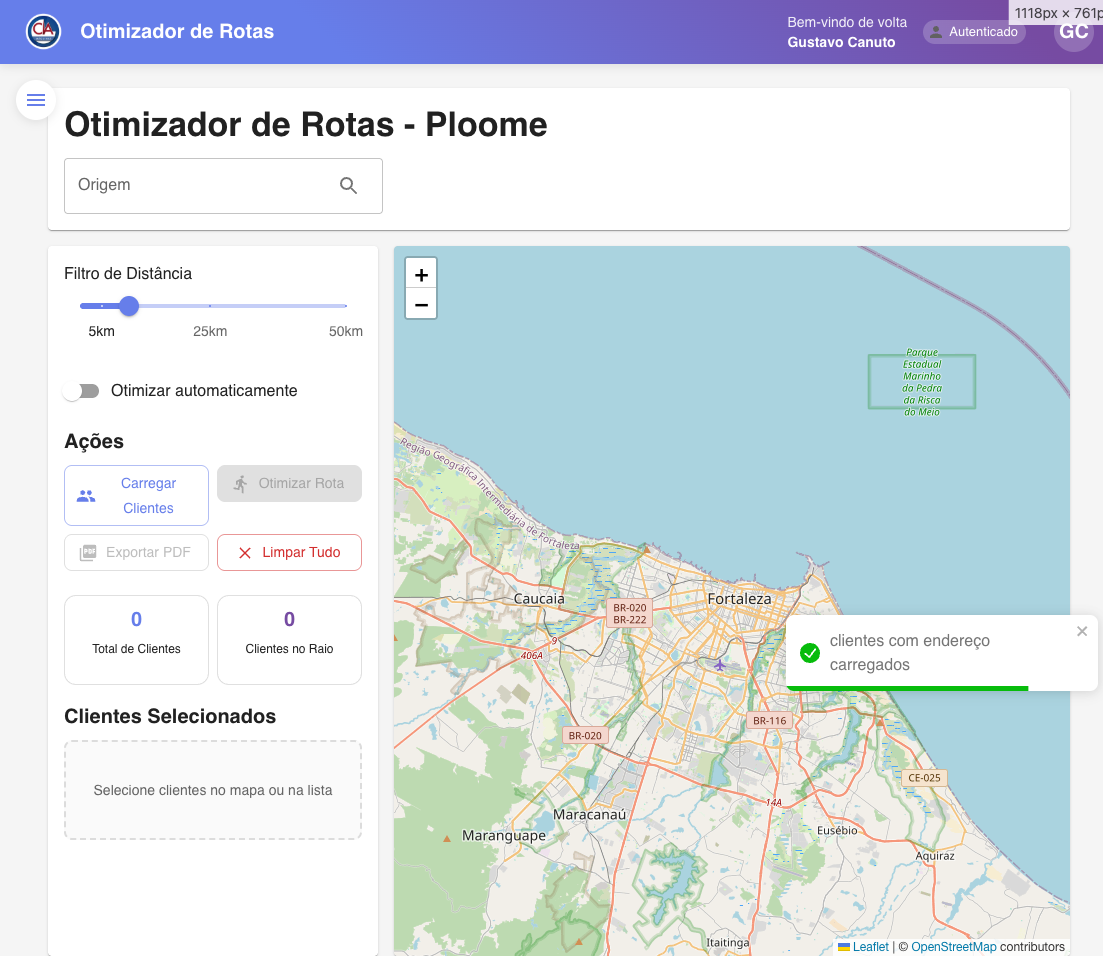 CA
Otimizador de Rotas
Bem-vindo de volta
Gustavo Canuto
Autenticado
1118px × 761p
GC
Otimizador de Rotas - Ploome
Origem
Filtro de Distância
5km
25km
50km
Otimizar automaticamente
Ações
Carregar
Clientes
Otimizar Rota
PDF
Exportar PDF
Limpar Tudo
0
Total de Clientes
0
Clientes no Raio
Clientes Selecionados
Selecione clientes no mapa ou na lista
+
−
Parque
Estadual
Marinho
da Pedra
da Risca
do Meio
Região Geográfica Intermediária de Fortaleza
Caucaia
BR-020
BR-222
Fortaleza
9
406A
BR-020
BR-116
CE-025
14A
Maracanaú
Maranguape
Eusébio
Aquiraz
Itaitinga
clientes com endereço
carregados
Leaflet | © OpenStreetMap contributors